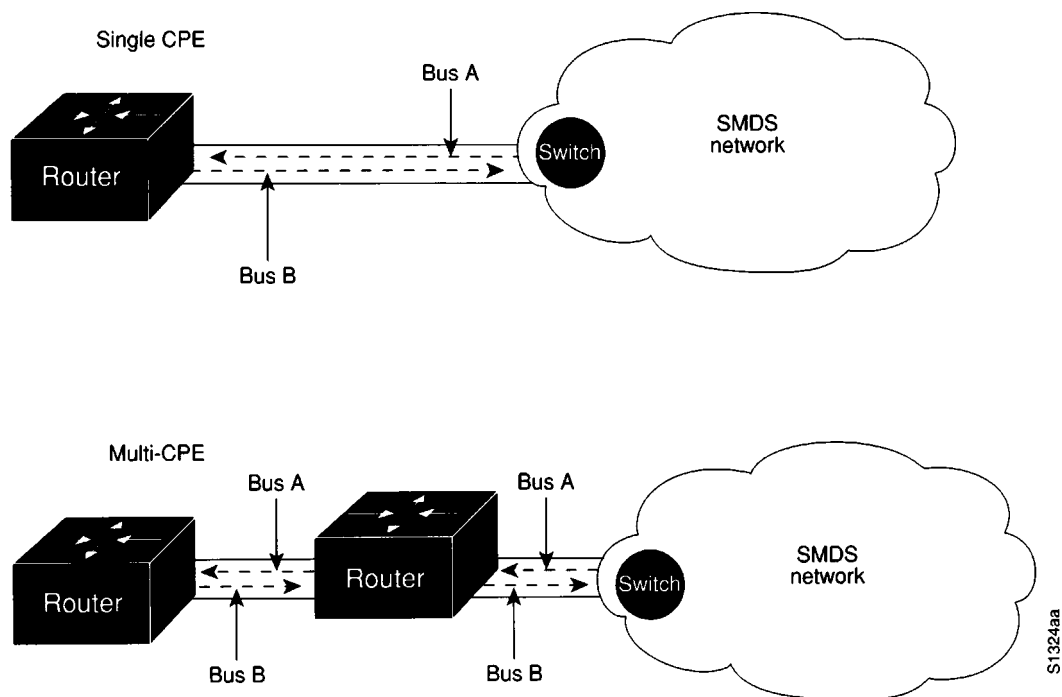 Single CPE
Bus A
SMDS
network
Switch
Router
Bus B
Multi-CPE
Bus A
Bus A
SMDS
network
Router
Router
Switch
Bus B
Bus B
S1324aa